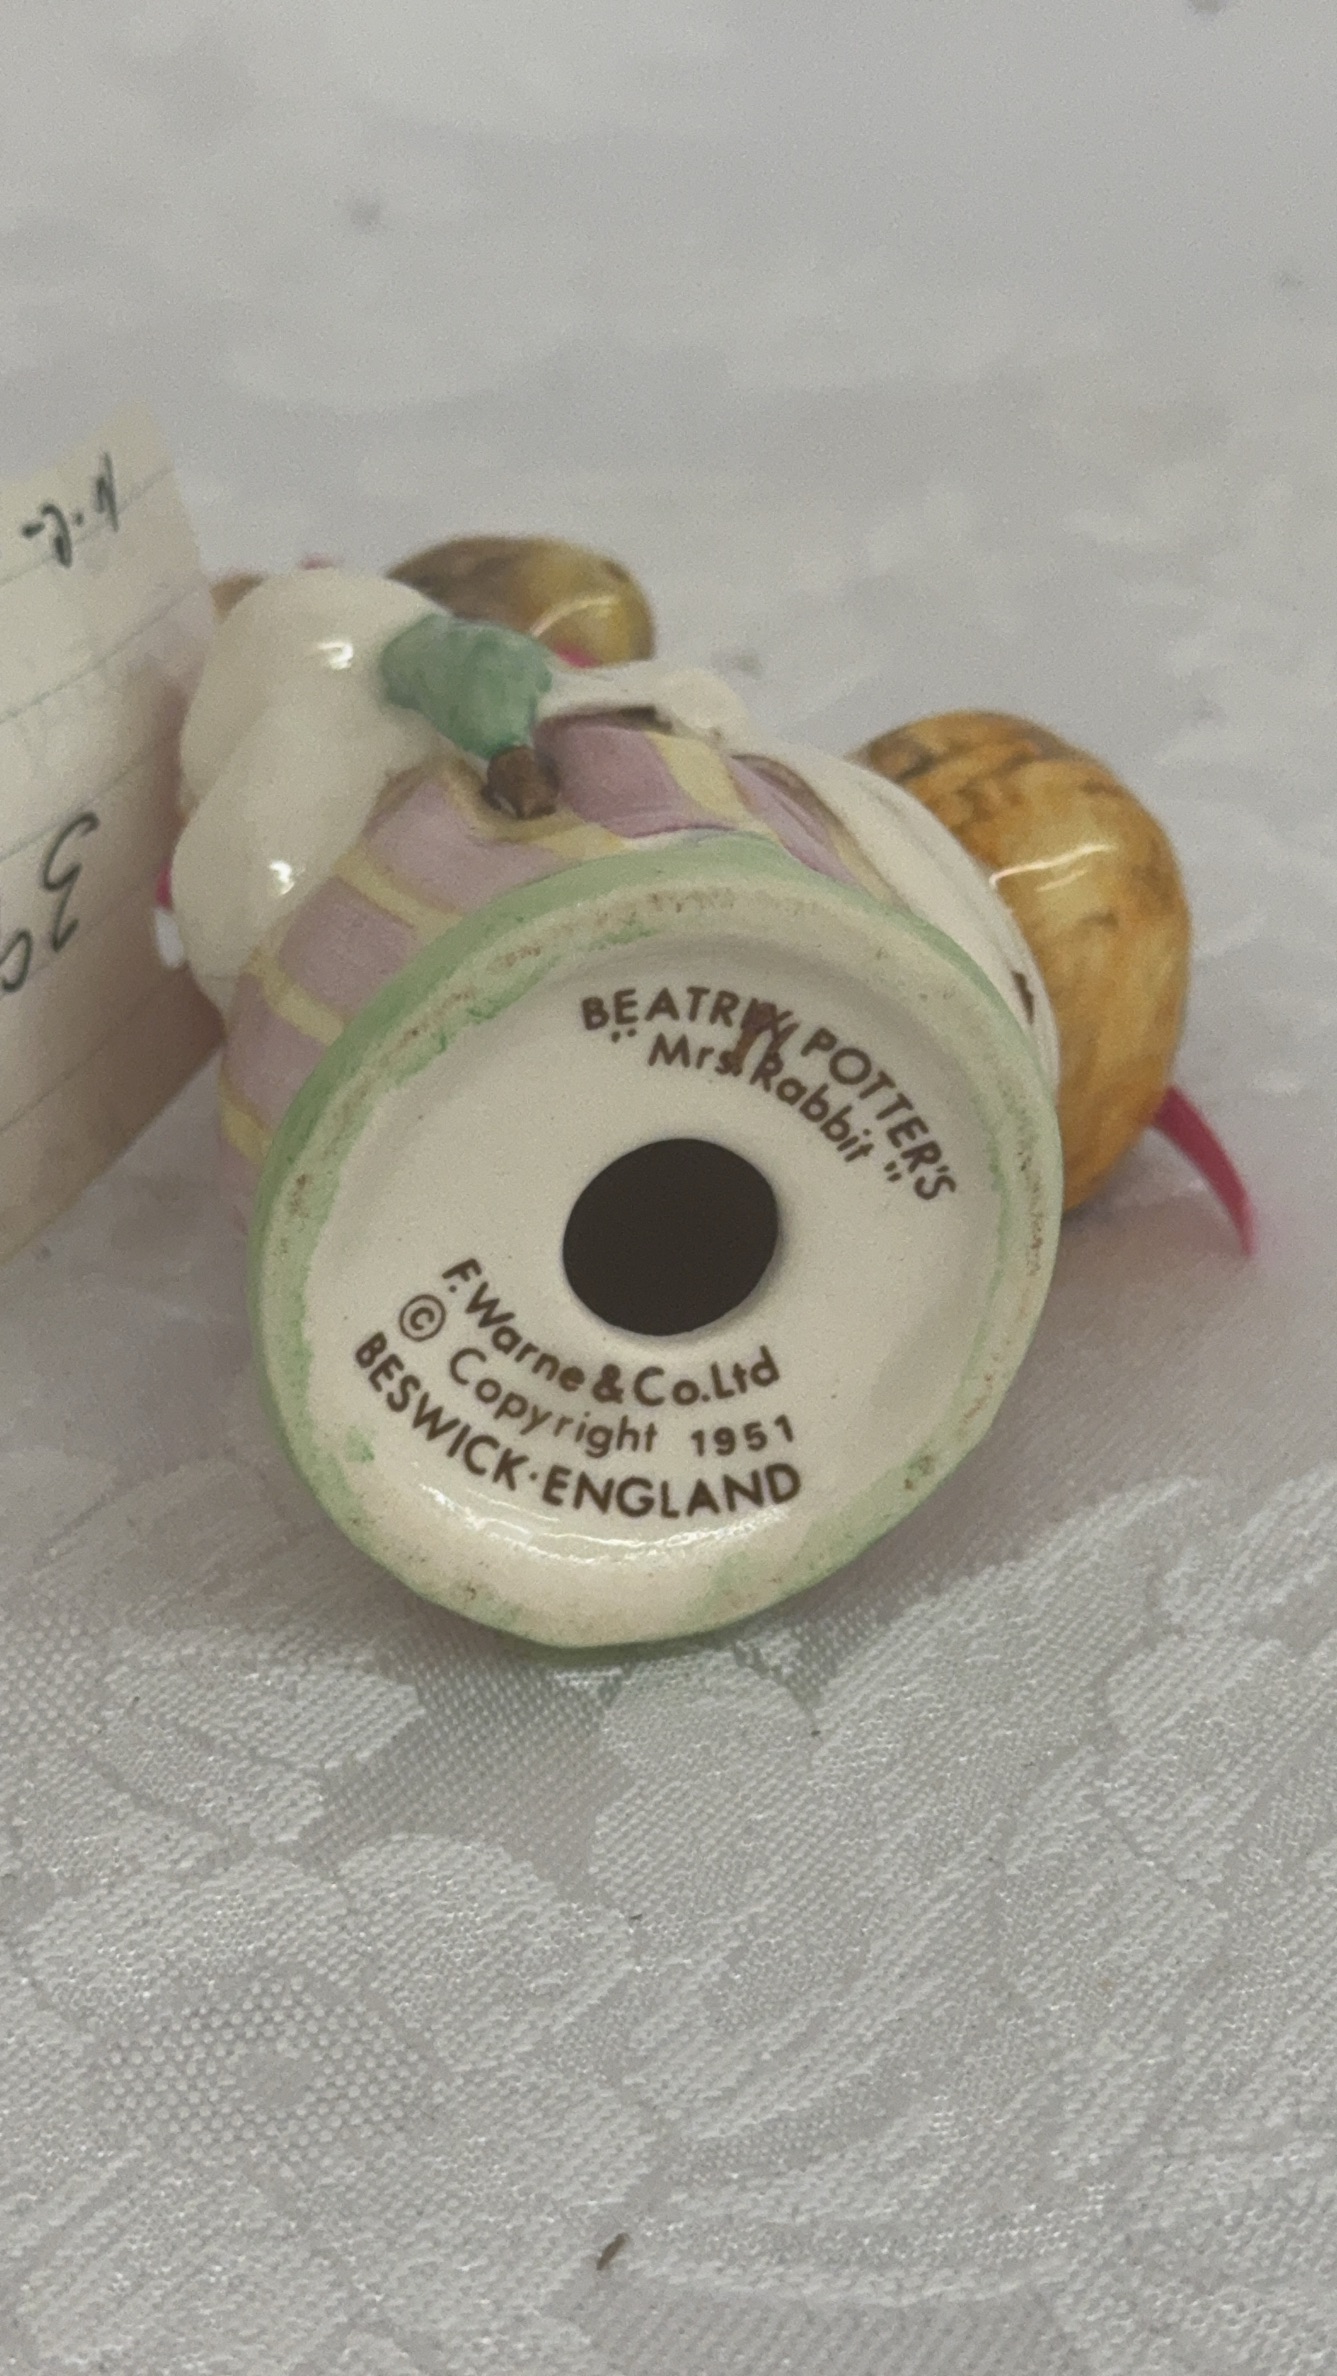 BEATRIX POTTER'S
"Mrs. Rabbit"
F. Warne & Co. Ltd
© Copyright 1951
BESWICK · ENGLAND